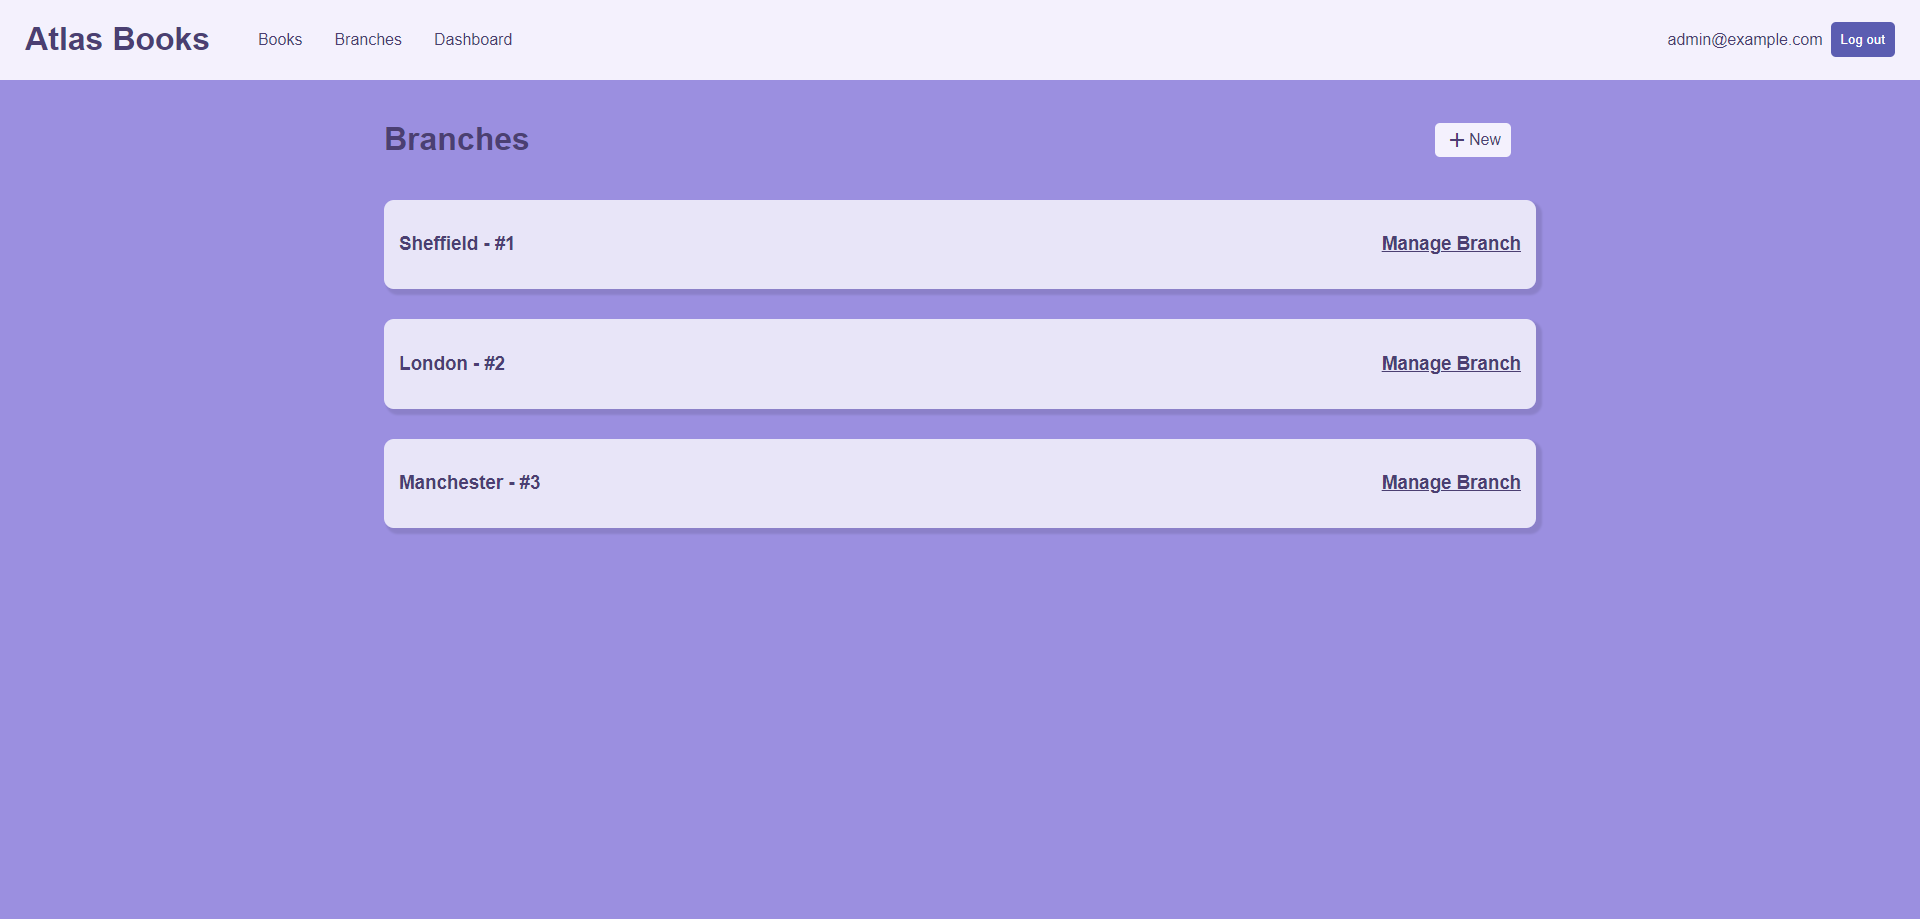 Atlas Books Books Branches Dashboard admin@example.com Log out
Branches New
Sheffield - #1 Manage Branch
London - #2 Manage Branch
Manchester - #3 Manage Branch